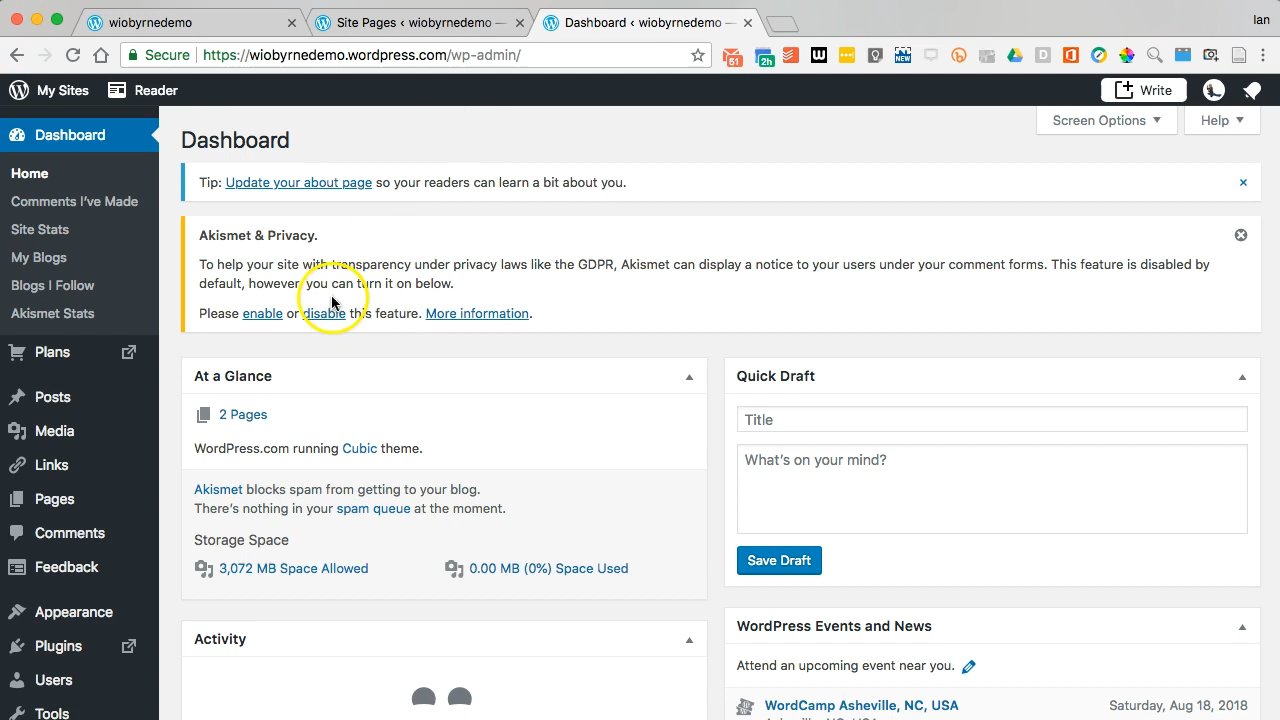 wiobyrnedemo
Site Pages ‹ wiobyrnedemo —
Dashboard ‹ wiobyrnedemo —
Ian
Secure
https://wiobyrnedemo.wordpress.com/wp-admin/
51
2h
W
NEW
D
My Sites
Reader
Write
Dashboard
Home
Comments I've Made
Site Stats
My Blogs
Blogs I Follow
Akismet Stats
Plans
Posts
Media
Links
Pages
Comments
Feedback
Appearance
Plugins
Users
Tools
Screen Options
Help
Dashboard
Tip: Update your about page so your readers can learn a bit about you.
Akismet & Privacy.
To help your site with transparency under privacy laws like the GDPR, Akismet can display a notice to your users under your comment forms. This feature is disabled by
default, however you can turn it on below.
Please enable or disable this feature. More information.
At a Glance
2 Pages
WordPress.com running Cubic theme.
Akismet blocks spam from getting to your blog.
There's nothing in your spam queue at the moment.
Storage Space
3,072 MB Space Allowed
0.00 MB (0%) Space Used
Activity
Quick Draft
Title
What's on your mind?
Save Draft
WordPress Events and News
Attend an upcoming event near you.
WordCamp Asheville, NC, USA
Saturday, Aug 18, 2018